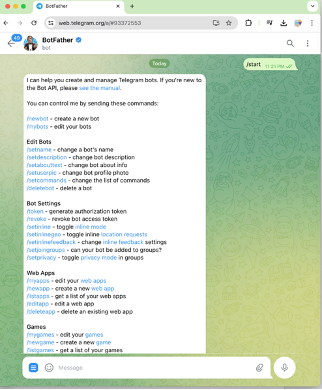 BotFather
web.telegram.org/a/#93372553
48
BotFather
bot
Today
/start 11:21 PM
I can help you create and manage Telegram bots. If you're new to
the Bot API, please see the manual.
You can control me by sending these commands:
/newbot - create a new bot
/mybots - edit your bots
Edit Bots
/setname - change a bot's name
/setdescription - change bot description
/setabouttext - change bot about info
/setuserpic - change bot profile photo
/setcommands - change the list of commands
/deletebot - delete a bot
Bot Settings
/token - generate authorization token
/revoke - revoke bot access token
/setinline - toggle inline mode
/setinlinegeo - toggle inline location requests
/setinlinefeedback - change inline feedback settings
/setjoingroups - can your bot be added to groups?
/setprivacy - toggle privacy mode in groups
Web Apps
/myapps - edit your web apps
/newapp - create a new web app
/listapps - get a list of your web apps
/editapp - edit a web app
/deleteapp - delete an existing web app
Games
/mygames - edit your games
/newgame - create a new game
/listgames - get a list of your games
Message